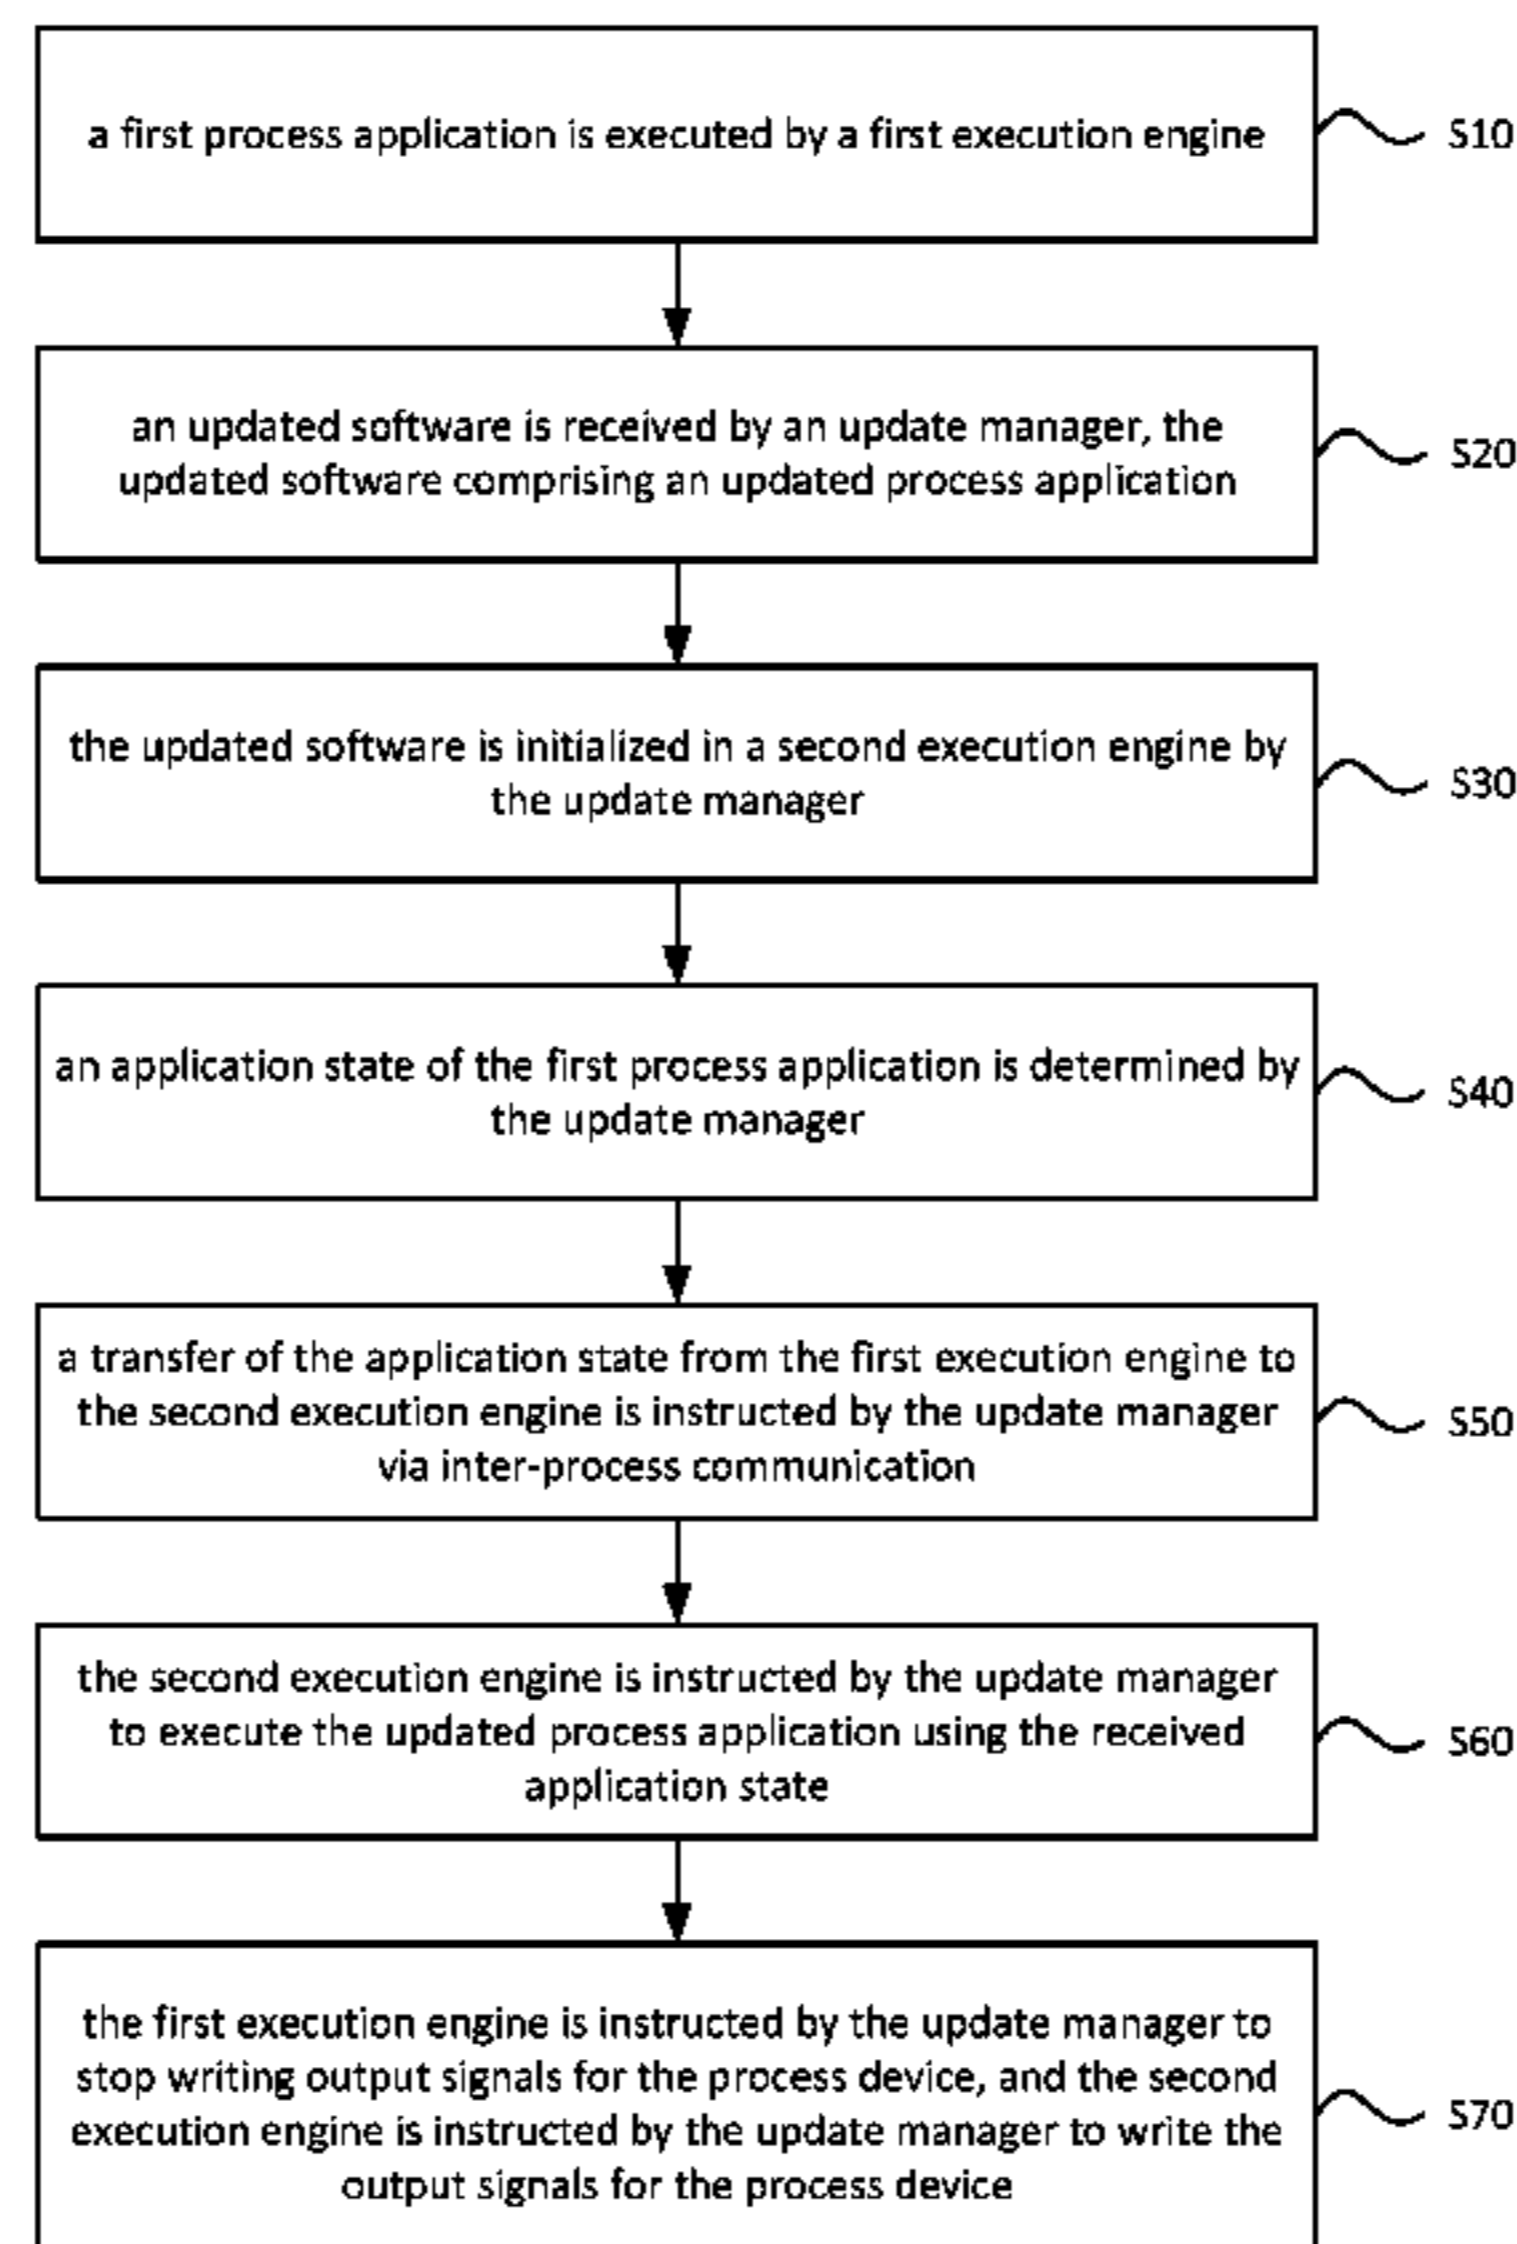 a first process application is executed by a first execution engine
S10
an updated software is received by an update manager, the
updated software comprising an updated process application
S20
the updated software is initialized in a second execution engine by
the update manager
S30
an application state of the first process application is determined by
the update manager
S40
a transfer of the application state from the first execution engine to
the second execution engine is instructed by the update manager
via inter-process communication
S50
the second execution engine is instructed by the update manager
to execute the updated process application using the received
application state
S60
the first execution engine is instructed by the update manager to
stop writing output signals for the process device, and the second
execution engine is instructed by the update manager to write the
output signals for the process device
S70